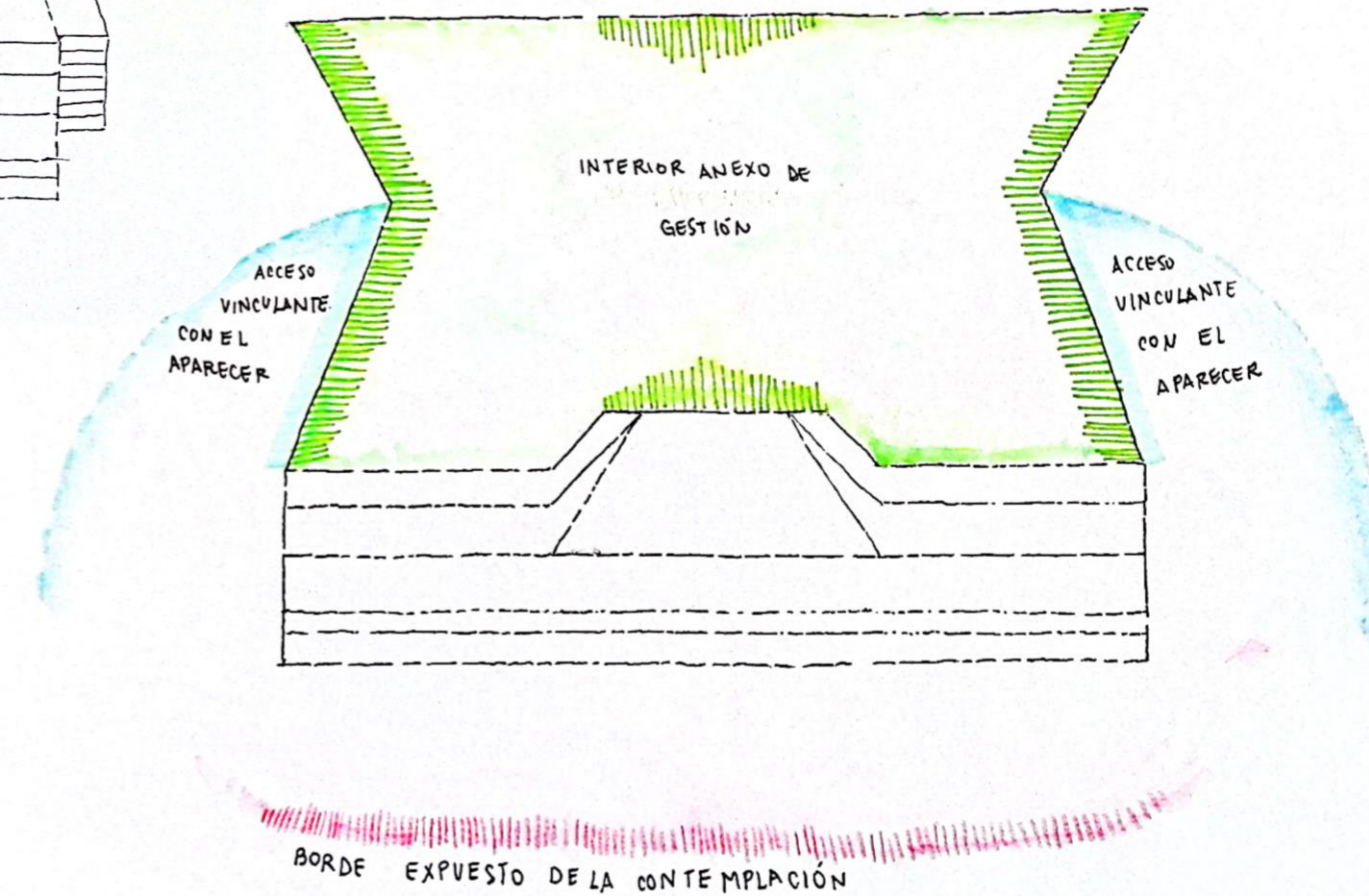 INTERIOR ANEXO DE
GESTIÓN
ACCESO
VINCULANTE
CON EL
APARECER
ACCESO
VINCULANTE
CON EL
APARECER
BORDE EXPUESTO DE LA CONTEMPLACIÓN